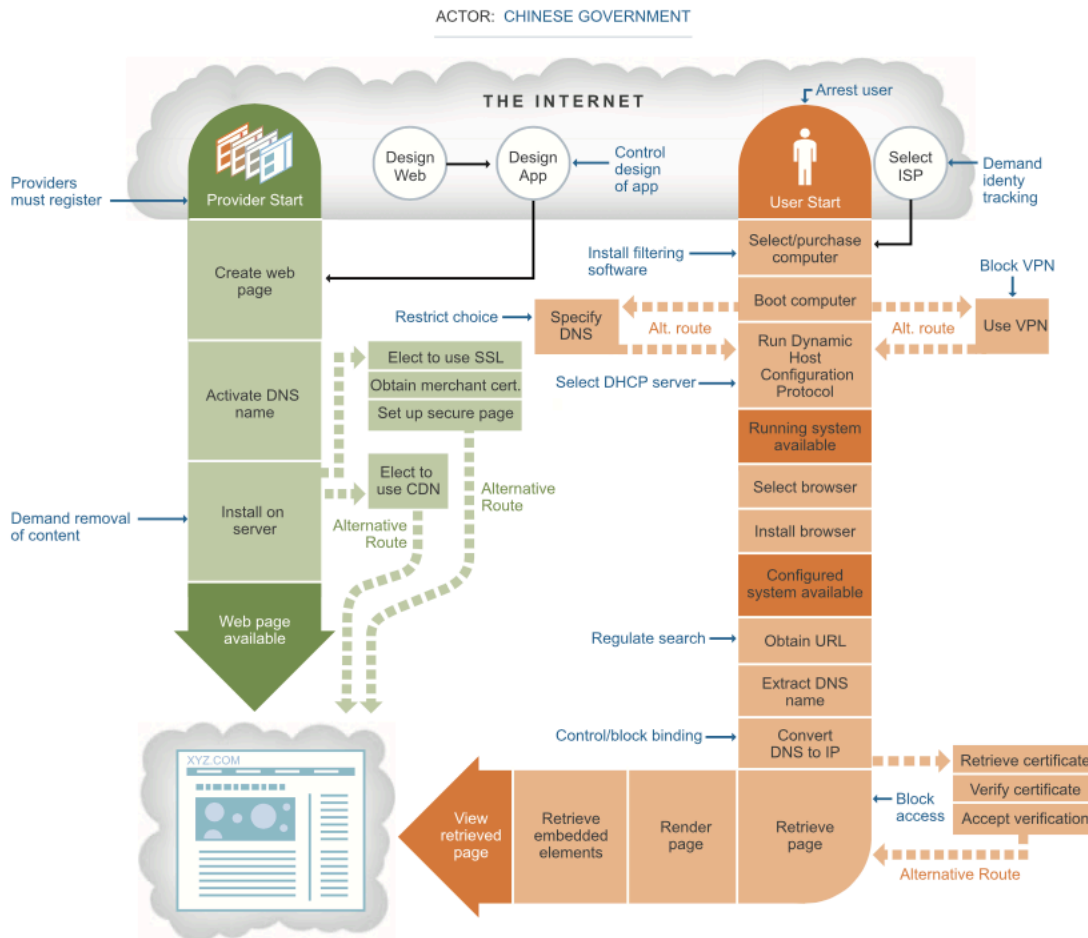 ACTOR: CHINESE GOVERNMENT
THE INTERNET
Arrest user
Providers
must register
Provider Start
Design
Web
Design
App
Control
design
of app
User Start
Select
ISP
Demand
identy
tracking
Create web
page
Install filtering
software
Select/purchase
computer
Block VPN
Boot computer
Restrict choice
Specify
DNS
Alt. route
Alt. route
Use VPN
Run Dynamic
Host
Configuration
Protocol
Select DHCP server
Activate DNS
name
Elect to use SSL
Obtain merchant cert.
Set up secure page
Running system
available
Select browser
Elect to
use CDN
Alternative
Route
Alternative
Route
Demand removal
of content
Install on
server
Install browser
Configured
system available
Web page
available
Regulate search
Obtain URL
Extract DNS
name
Control/block binding
Convert
DNS to IP
Retrieve certificate
Verify certificate
Accept verification
Block
access
Alternative Route
XYZ.COM
View
retrieved
page
Retrieve
embedded
elements
Render
page
Retrieve
page